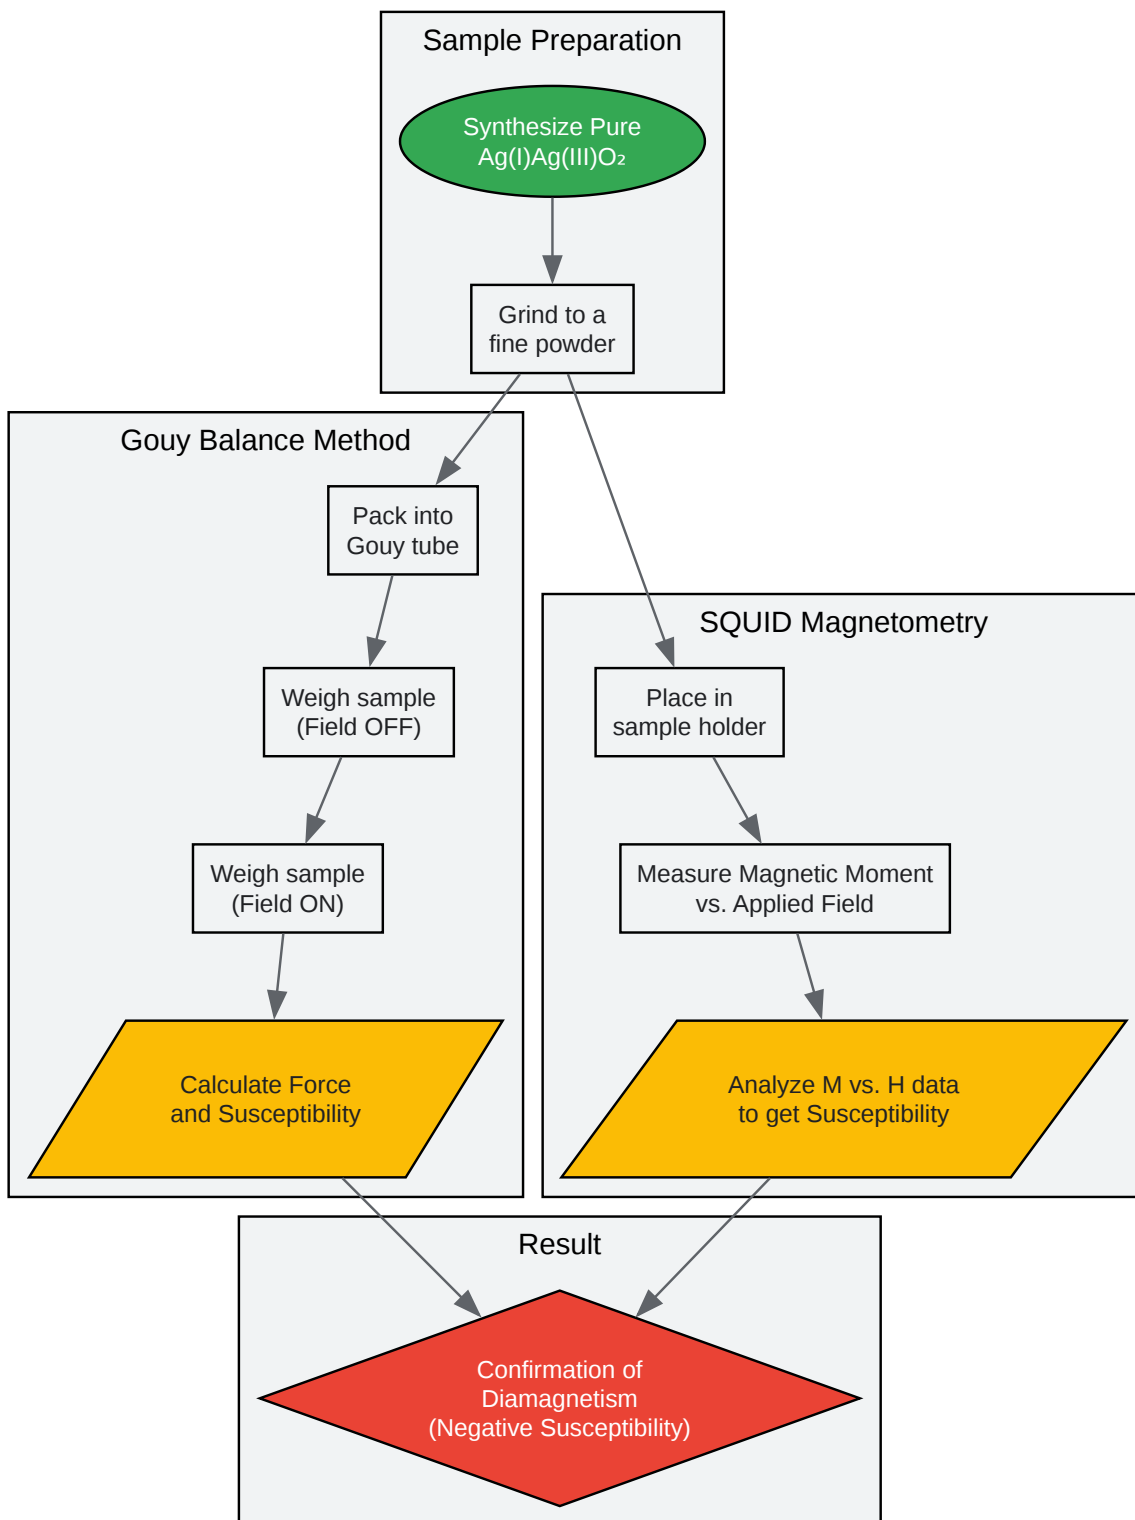 Sample Preparation
Synthesize Pure
Ag(I)Ag(III)O₂
Grind to a
fine powder
Gouy Balance Method
Pack into
Gouy tube
Weigh sample
(Field OFF)
Weigh sample
(Field ON)
Calculate Force
and Susceptibility
SQUID Magnetometry
Place in
sample holder
Measure Magnetic Moment
vs. Applied Field
Analyze M vs. H data
to get Susceptibility
Result
Confirmation of
Diamagnetism
(Negative Susceptibility)